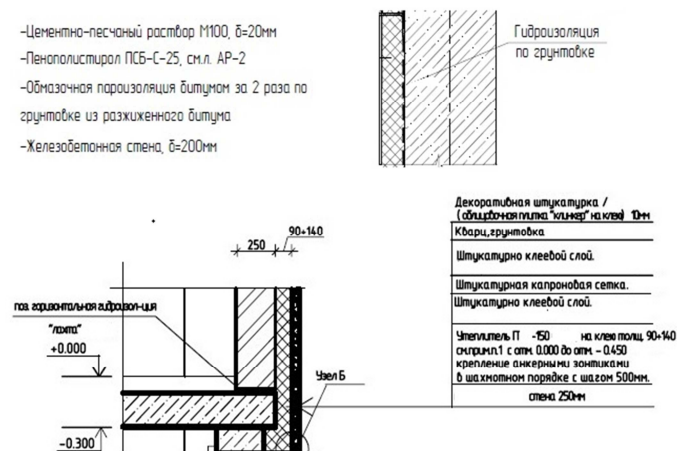 -Цементно-песчаный раствор М100, δ=20мм
-Пенополистирол ПСБ-С-25, см.л. АР-2
-Обмазочная пароизоляция битумом за 2 раза по
грунтовке из разжиженного битума
-Железобетонная стена, δ=200мм
Гидроизоляция
по грунтовке
Декоративная штукатурка /
(облицовочная плитка "клинкер" на клею) 10мм
Кварц,грунтовка
Штукатурно клеевой слой.
Штукатурная капроновая сетка.
Штукатурно клеевой слой.
Утеплитель П -150 на клею толщ. 90+140
см.прим.п.1 с отм. 0.000 до отм. - 0.450
крепление анкерными зонтиками
в шахмотном порядке с шагом 500мм.
стена 250мм
90+140
250
поз. горизонтальная гидроизол-ция
"лахта"
+0.000
Узел Б
-0.300